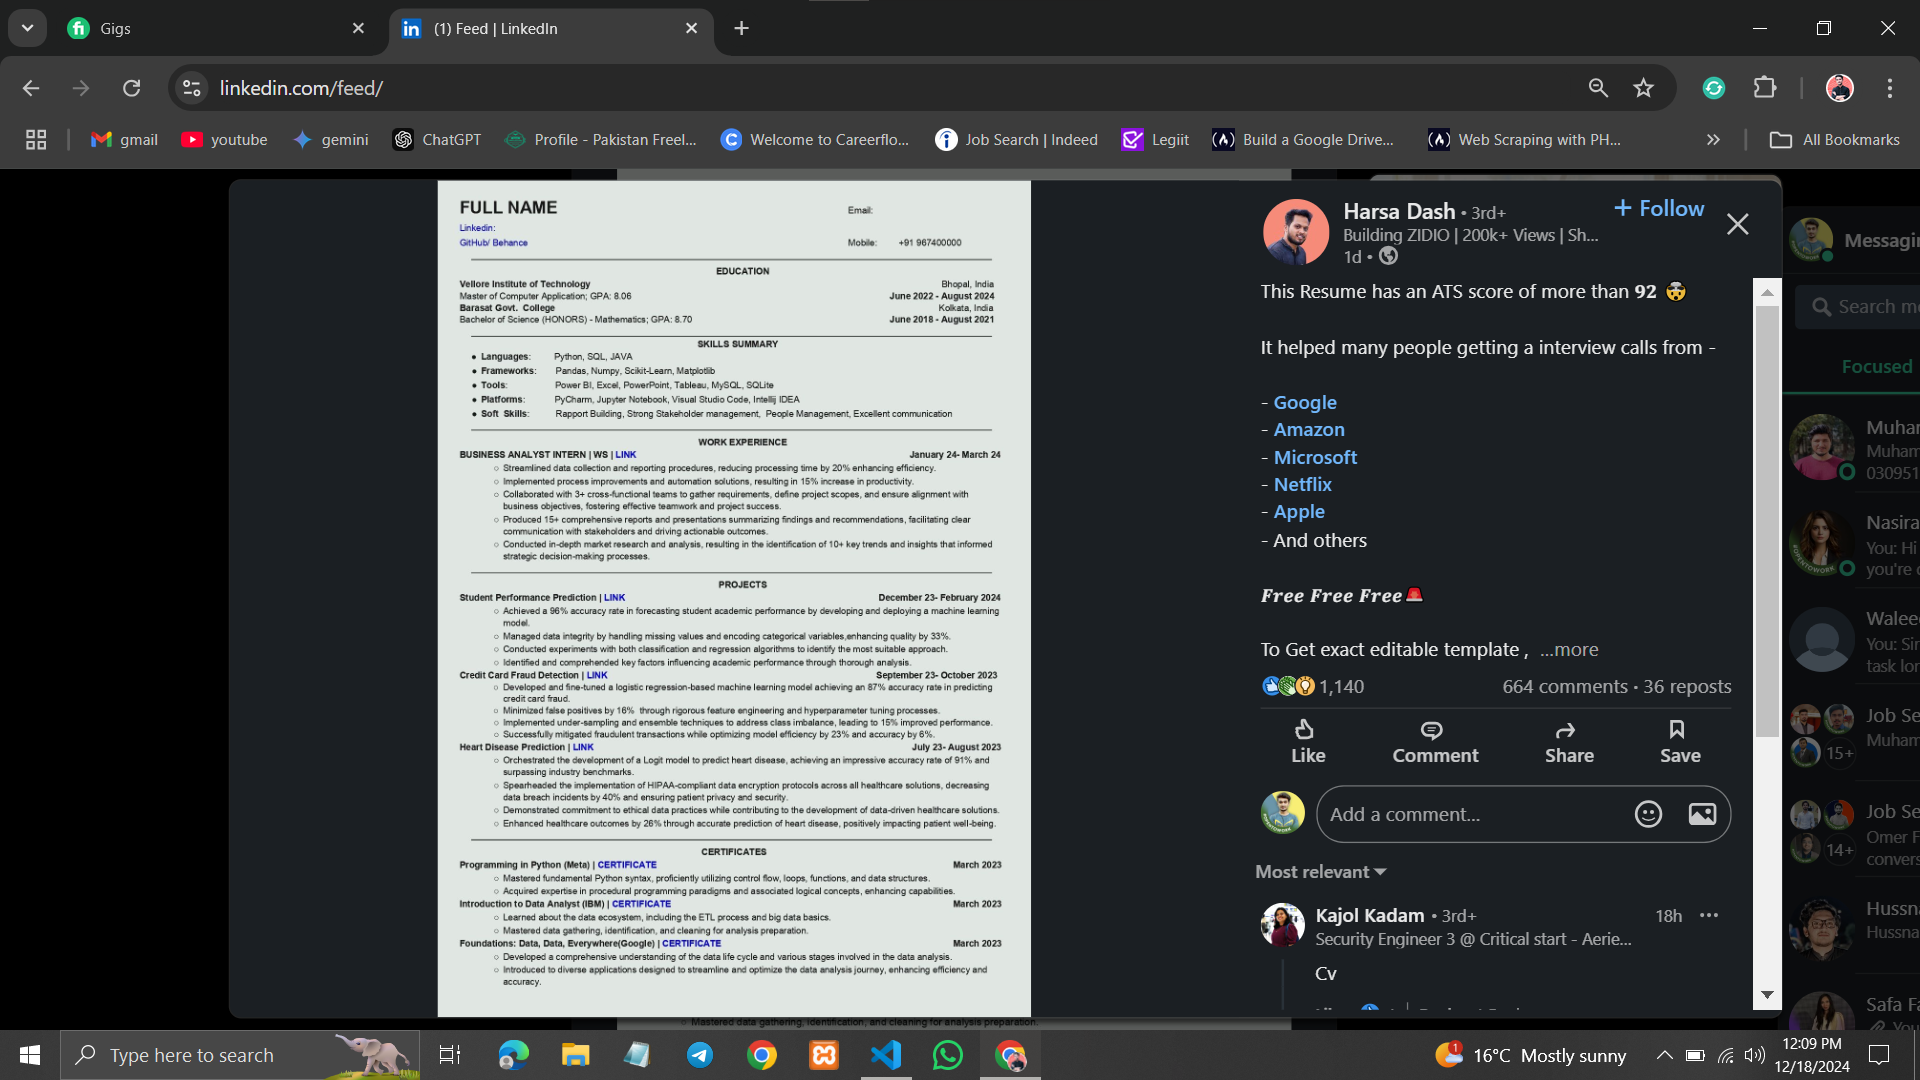 Gigs
(1) Feed | LinkedIn
linkedin.com/feed/
gmail
youtube
gemini
ChatGPT
Profile - Pakistan Freel...
Welcome to Careerflo...
Job Search | Indeed
Legiit
Build a Google Drive...
Web Scraping with PH...
All Bookmarks
FULL NAME
Email:
Linkedin:
GitHub/ Behance
Mobile: +91 967400000
EDUCATION
Vellore Institute of Technology Bhopal, India
Master of Computer Application; GPA: 8.06 June 2022 - August 2024
Barasat Govt. College Kolkata, India
Bachelor of Science (HONORS) - Mathematics; GPA: 8.70 June 2018 - August 2021
SKILLS SUMMARY
● Languages: Python, SQL, JAVA
● Frameworks: Pandas, Numpy, Scikit-Learn, Matplotlib
● Tools: Power BI, Excel, PowerPoint, Tableau, MySQL, SQLite
● Platforms: PyCharm, Jupyter Notebook, Visual Studio Code, Intellij IDEA
● Soft Skills: Rapport Building, Strong Stakeholder management, People Management, Excellent communication
WORK EXPERIENCE
BUSINESS ANALYST INTERN | WS | LINK January 24- March 24
○ Streamlined data collection and reporting procedures, reducing processing time by 20% enhancing efficiency.
○ Implemented process improvements and automation solutions, resulting in 15% increase in productivity.
○ Collaborated with 3+ cross-functional teams to gather requirements, define project scopes, and ensure alignment with
business objectives, fostering effective teamwork and project success.
○ Produced 15+ comprehensive reports and presentations summarizing findings and recommendations, facilitating clear
communication with stakeholders and driving actionable outcomes.
○ Conducted in-depth market research and analysis, resulting in the identification of 10+ key trends and insights that informed
strategic decision-making processes.
PROJECTS
Student Performance Prediction | LINK December 23- February 2024
○ Achieved a 96% accuracy rate in forecasting student academic performance by developing and deploying a machine learning
model.
○ Managed data integrity by handling missing values and encoding categorical variables,enhancing quality by 33%.
○ Conducted experiments with both classification and regression algorithms to identify the most suitable approach.
○ Identified and comprehended key factors influencing academic performance through thorough analysis.
Credit Card Fraud Detection | LINK September 23- October 2023
○ Developed and fine-tuned a logistic regression-based machine learning model achieving an 87% accuracy rate in predicting
credit card fraud.
○ Minimized false positives by 16% through rigorous feature engineering and hyperparameter tuning processes.
○ Implemented under-sampling and ensemble techniques to address class imbalance, leading to 15% improved performance.
○ Successfully mitigated fraudulent transactions while optimizing model efficiency by 23% and accuracy by 6%.
Heart Disease Prediction | LINK July 23- August 2023
○ Orchestrated the development of a Logit model to predict heart disease, achieving an impressive accuracy rate of 91% and
surpassing industry benchmarks.
○ Spearheaded the implementation of HIPAA-compliant data encryption protocols across all healthcare solutions, decreasing
data breach incidents by 40% and ensuring patient privacy and security.
○ Demonstrated commitment to ethical data practices while contributing to the development of data-driven healthcare solutions.
○ Enhanced healthcare outcomes by 26% through accurate prediction of heart disease, positively impacting patient well-being.
CERTIFICATES
Programming in Python (Meta) | CERTIFICATE March 2023
○ Mastered fundamental Python syntax, proficiently utilizing control flow, loops, functions, and data structures.
○ Acquired expertise in procedural programming paradigms and associated logical concepts, enhancing capabilities.
Introduction to Data Analyst (IBM) | CERTIFICATE March 2023
○ Learned about the data ecosystem, including the ETL process and big data basics.
○ Mastered data gathering, identification, and cleaning for analysis preparation.
Foundations: Data, Data, Everywhere(Google) | CERTIFICATE March 2023
○ Developed a comprehensive understanding of the data life cycle and various stages involved in the data analysis.
○ Introduced to diverse applications designed to streamline and optimize the data analysis journey, enhancing efficiency and
accuracy.
○ Mastered data gathering, identification, and cleaning for analysis preparation.
Harsa Dash • 3rd+
+ Follow
Building ZIDIO | 200k+ Views | Sh...
1d •
This Resume has an ATS score of more than 92 🤯
It helped many people getting a interview calls from -
- Google
- Amazon
- Microsoft
- Netflix
- Apple
- And others
Free Free Free🚨
To Get exact editable template , ...more
1,140
664 comments • 36 reposts
Like
Comment
Share
Save
Add a comment...
Most relevant
Kajol Kadam • 3rd+
18h
Security Engineer 3 @ Critical start - Aerie...
Cv
Messagi
Search me
Focused
Muha
Muham
030951
Nasira
You: Hi
you're
#OPENTOWORK
Walee
You: Sir
task lo
Job Se
Muham
15+
Job Se
Omer F
convers
14+
Hussna
Hussna
Safa Fa
You
Type here to search
1
16°C Mostly sunny
12:09 PM
12/18/2024